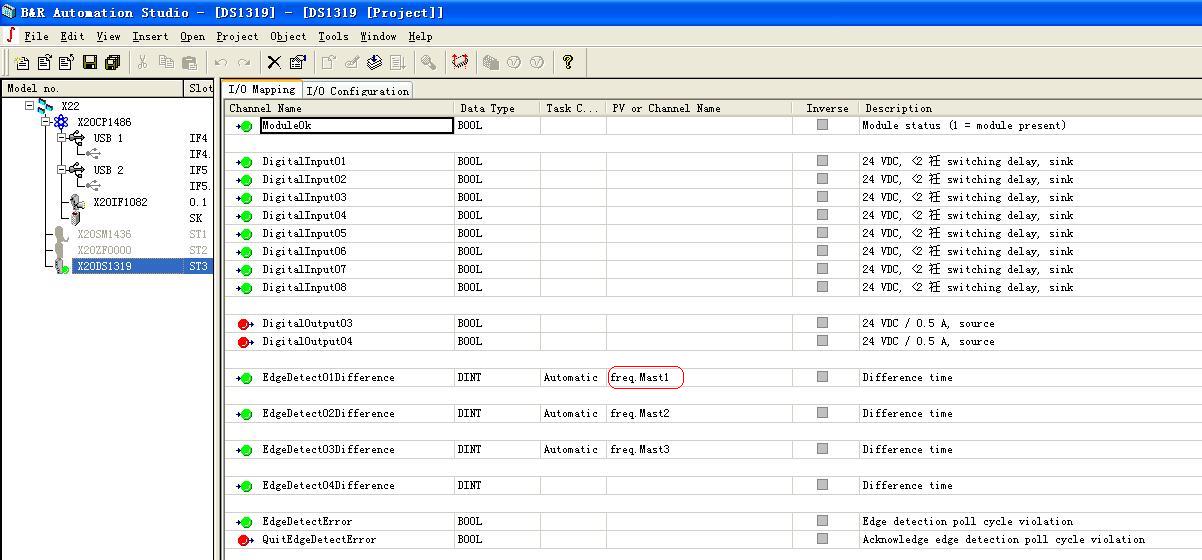 B&R Automation Studio - [DS1319] - [DS1319 [Project]]
File Edit View Insert Open Project Object Tools Window Help
Model no. Slot
I/O Mapping I/O Configuration
X22
X20CP1486
USB 1 IF4
IF4.
USB 2 IF5
IF5.
X20IF1082 0.1
SK
X20SM1436 ST1
X20ZF0000 ST2
X20DS1319 ST3
Channel Name Data Type Task C... PV or Channel Name Inverse Description
ModuleOk BOOL Module status (1 = module present)
DigitalInput01 BOOL 24 VDC, <2 衽 switching delay, sink
DigitalInput02 BOOL 24 VDC, <2 衽 switching delay, sink
DigitalInput03 BOOL 24 VDC, <2 衽 switching delay, sink
DigitalInput04 BOOL 24 VDC, <2 衽 switching delay, sink
DigitalInput05 BOOL 24 VDC, <2 衽 switching delay, sink
DigitalInput06 BOOL 24 VDC, <2 衽 switching delay, sink
DigitalInput07 BOOL 24 VDC, <2 衽 switching delay, sink
DigitalInput08 BOOL 24 VDC, <2 衽 switching delay, sink
DigitalOutput03 BOOL 24 VDC / 0.5 A, source
DigitalOutput04 BOOL 24 VDC / 0.5 A, source
EdgeDetect01Difference DINT Automatic freq.Mast1 Difference time
EdgeDetect02Difference DINT Automatic freq.Mast2 Difference time
EdgeDetect03Difference DINT Automatic freq.Mast3 Difference time
EdgeDetect04Difference DINT Difference time
EdgeDetectError BOOL Edge detection poll cycle violation
QuitEdgeDetectError BOOL Acknowledge edge detection poll cycle violation